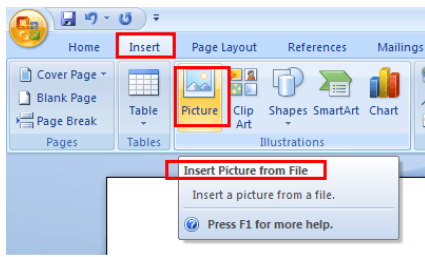 Home Insert Page Layout References Mailings
Cover Page
Blank Page
Page Break
Table
Picture
Clip Art
Shapes
SmartArt
Chart
Pages Tables Illustrations
Insert Picture from File
Insert a picture from a file.
Press F1 for more help.